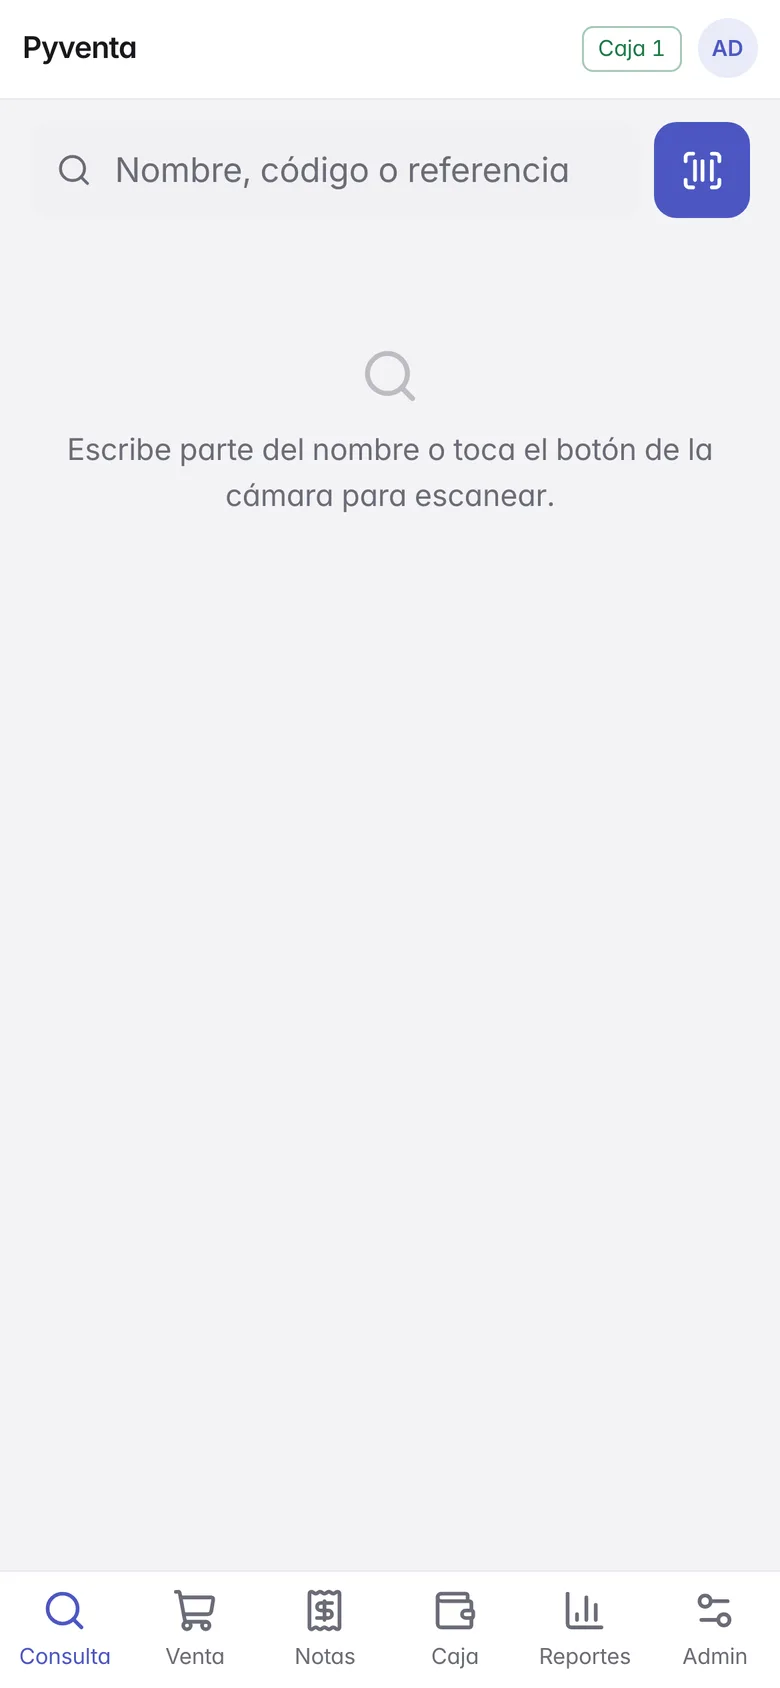 Pyventa
Caja 1
AD
Nombre, código o referencia
Escribe parte del nombre o toca el botón de la
cámara para escanear.
Consulta
Venta
Notas
Caja
Reportes
Admin